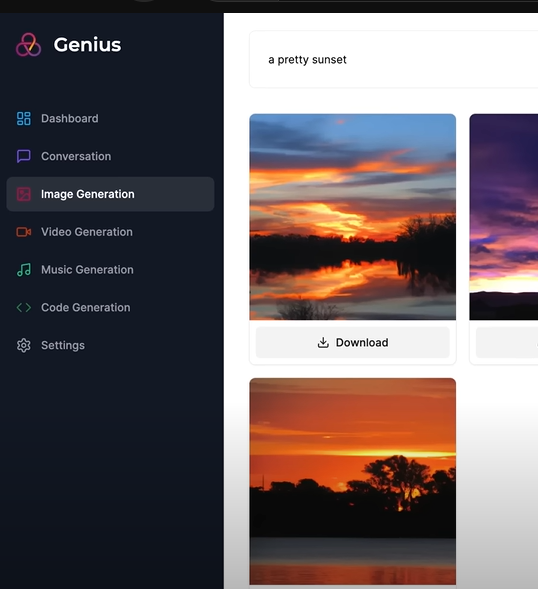 Genius
Dashboard
Conversation
Image Generation
Video Generation
Music Generation
Code Generation
Settings
a pretty sunset
Download